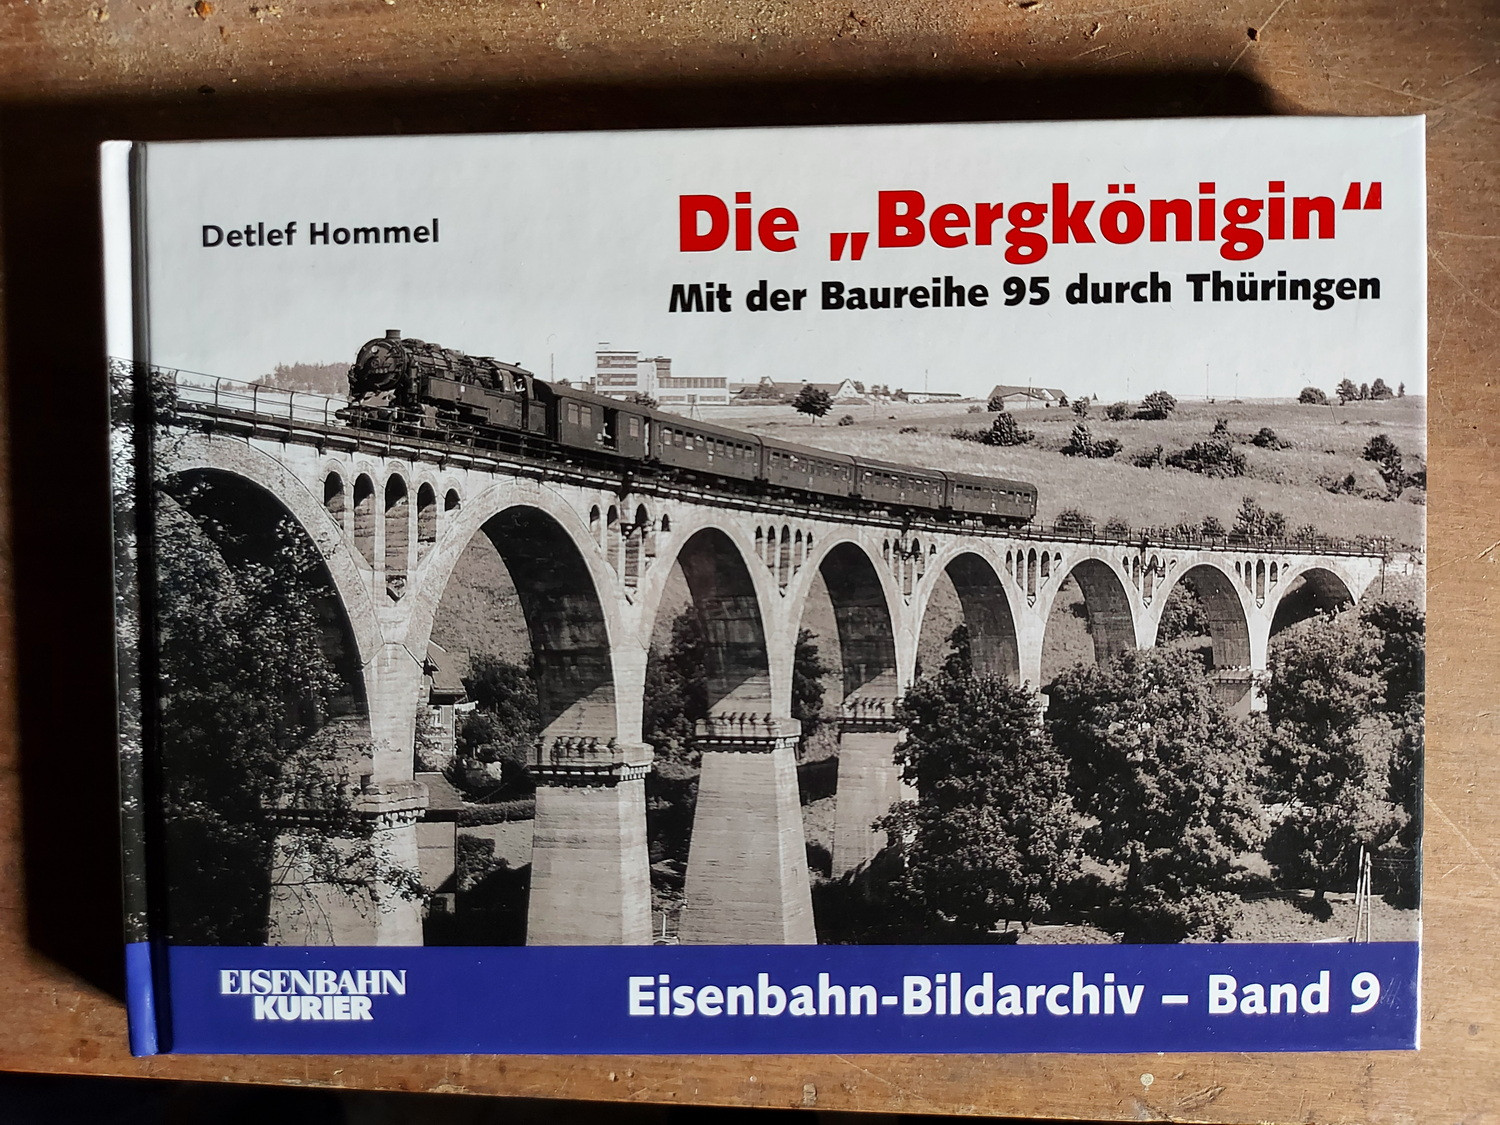 Detlef Hommel
Die „Bergkönigin“
Mit der Baureihe 95 durch Thüringen
EISENBAHN
KURIER
Eisenbahn-Bildarchiv – Band 9